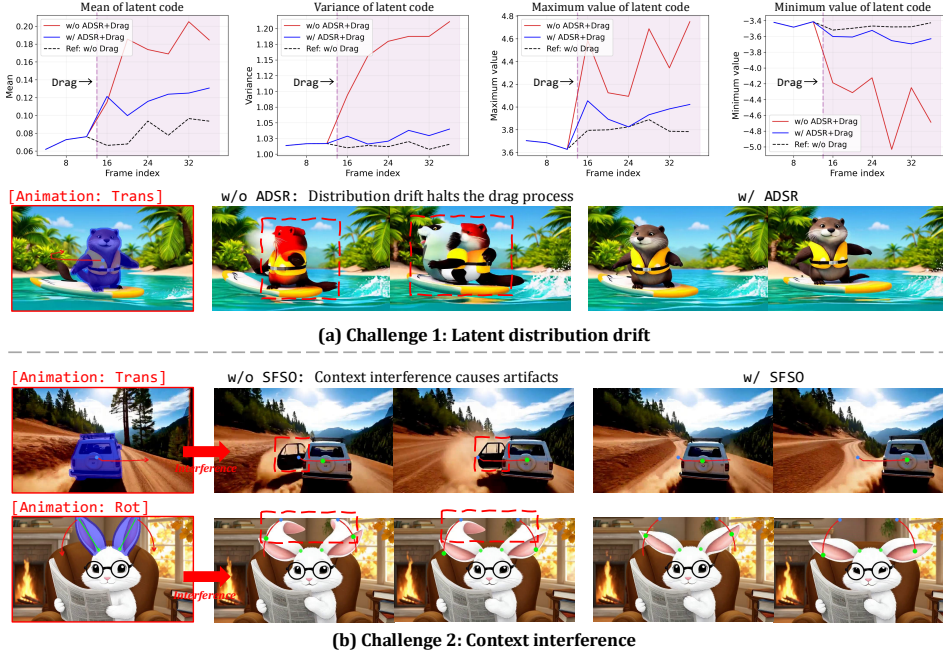 Mean of latent code
0.20
0.18
0.16
0.14
0.12
0.10
0.08
0.06
Mean
w/o ADSR+Drag
w/ ADSR+Drag
Ref: w/o Drag
Drag→
8 16 24 32
Frame index
Variance of latent code
1.20
1.18
1.15
1.12
1.10
1.08
1.05
1.03
1.00
Variance
w/o ADSR+Drag
w/ ADSR+Drag
Ref: w/o Drag
Drag→
8 16 24 32
Frame index
Maximum value of latent code
4.8
4.6
4.4
4.2
4.0
3.8
3.6
Maximum value
w/o ADSR+Drag
w/ ADSR+Drag
Ref: w/o Drag
Drag→
8 16 24 32
Frame index
Minimum value of latent code
-3.4
-3.6
-3.8
-4.0
-4.2
-4.4
-4.6
-4.8
-5.0
Minimum value
Drag→
w/o ADSR+Drag
w/ ADSR+Drag
Ref: w/o Drag
8 16 24 32
Frame index
[Animation: Trans]
w/o ADSR: Distribution drift halts the drag process
w/ ADSR
(a) Challenge 1: Latent distribution drift
[Animation: Trans]
w/o SFSO: Context interference causes artifacts
w/ SFSO
Interference
[Animation: Rot]
Interference
(b) Challenge 2: Context interference